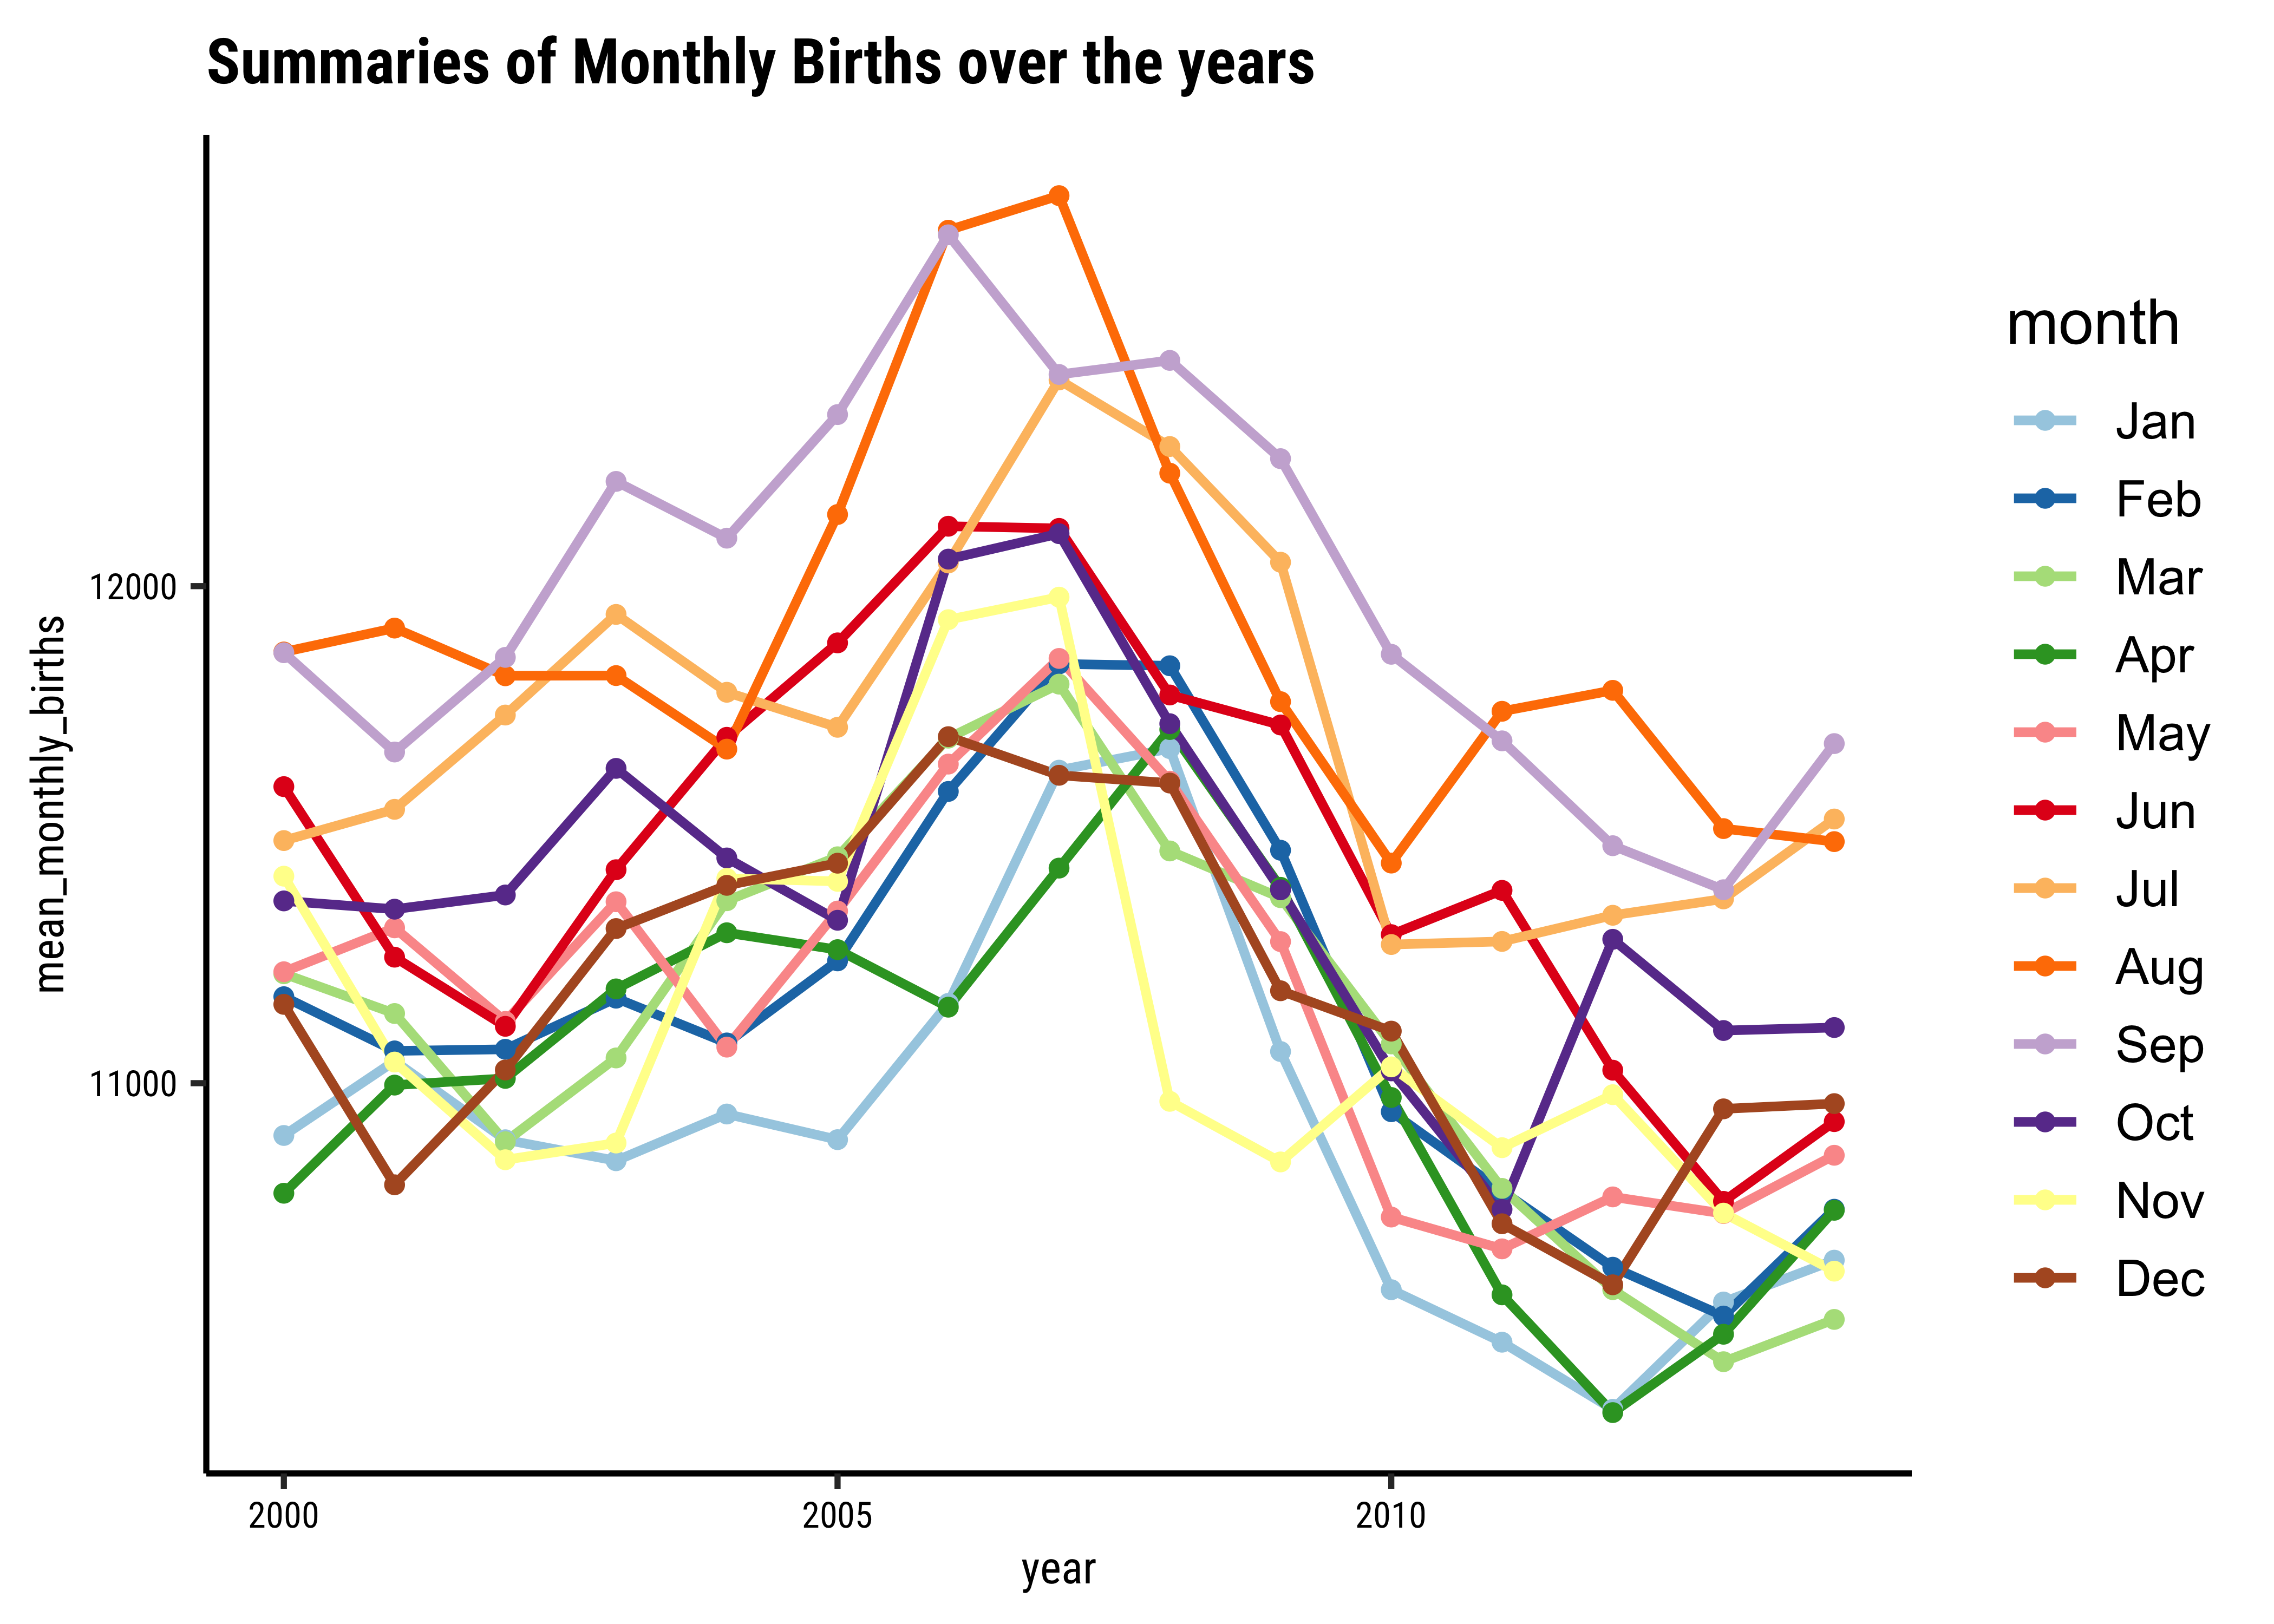 Summaries of Monthly Births over the years
mean_monthly_births
12000
11000
2000
2005
2010
year
month
Jan
Feb
Mar
Apr
May
Jun
Jul
Aug
Sep
Oct
Nov
Dec